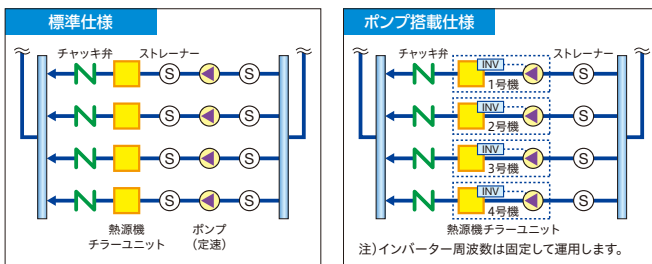 標準仕様
チャッキ弁
ストレーナー
S
S
S
S
S
S
S
S
熱源機
チラーユニット
ポンプ
(定速)
ポンプ搭載仕様
チャッキ弁
ストレーナー
INV
S
1号機
INV
S
2号機
INV
S
3号機
INV
S
4号機
熱源機チラーユニット
注)インバーター周波数は固定して運用します。